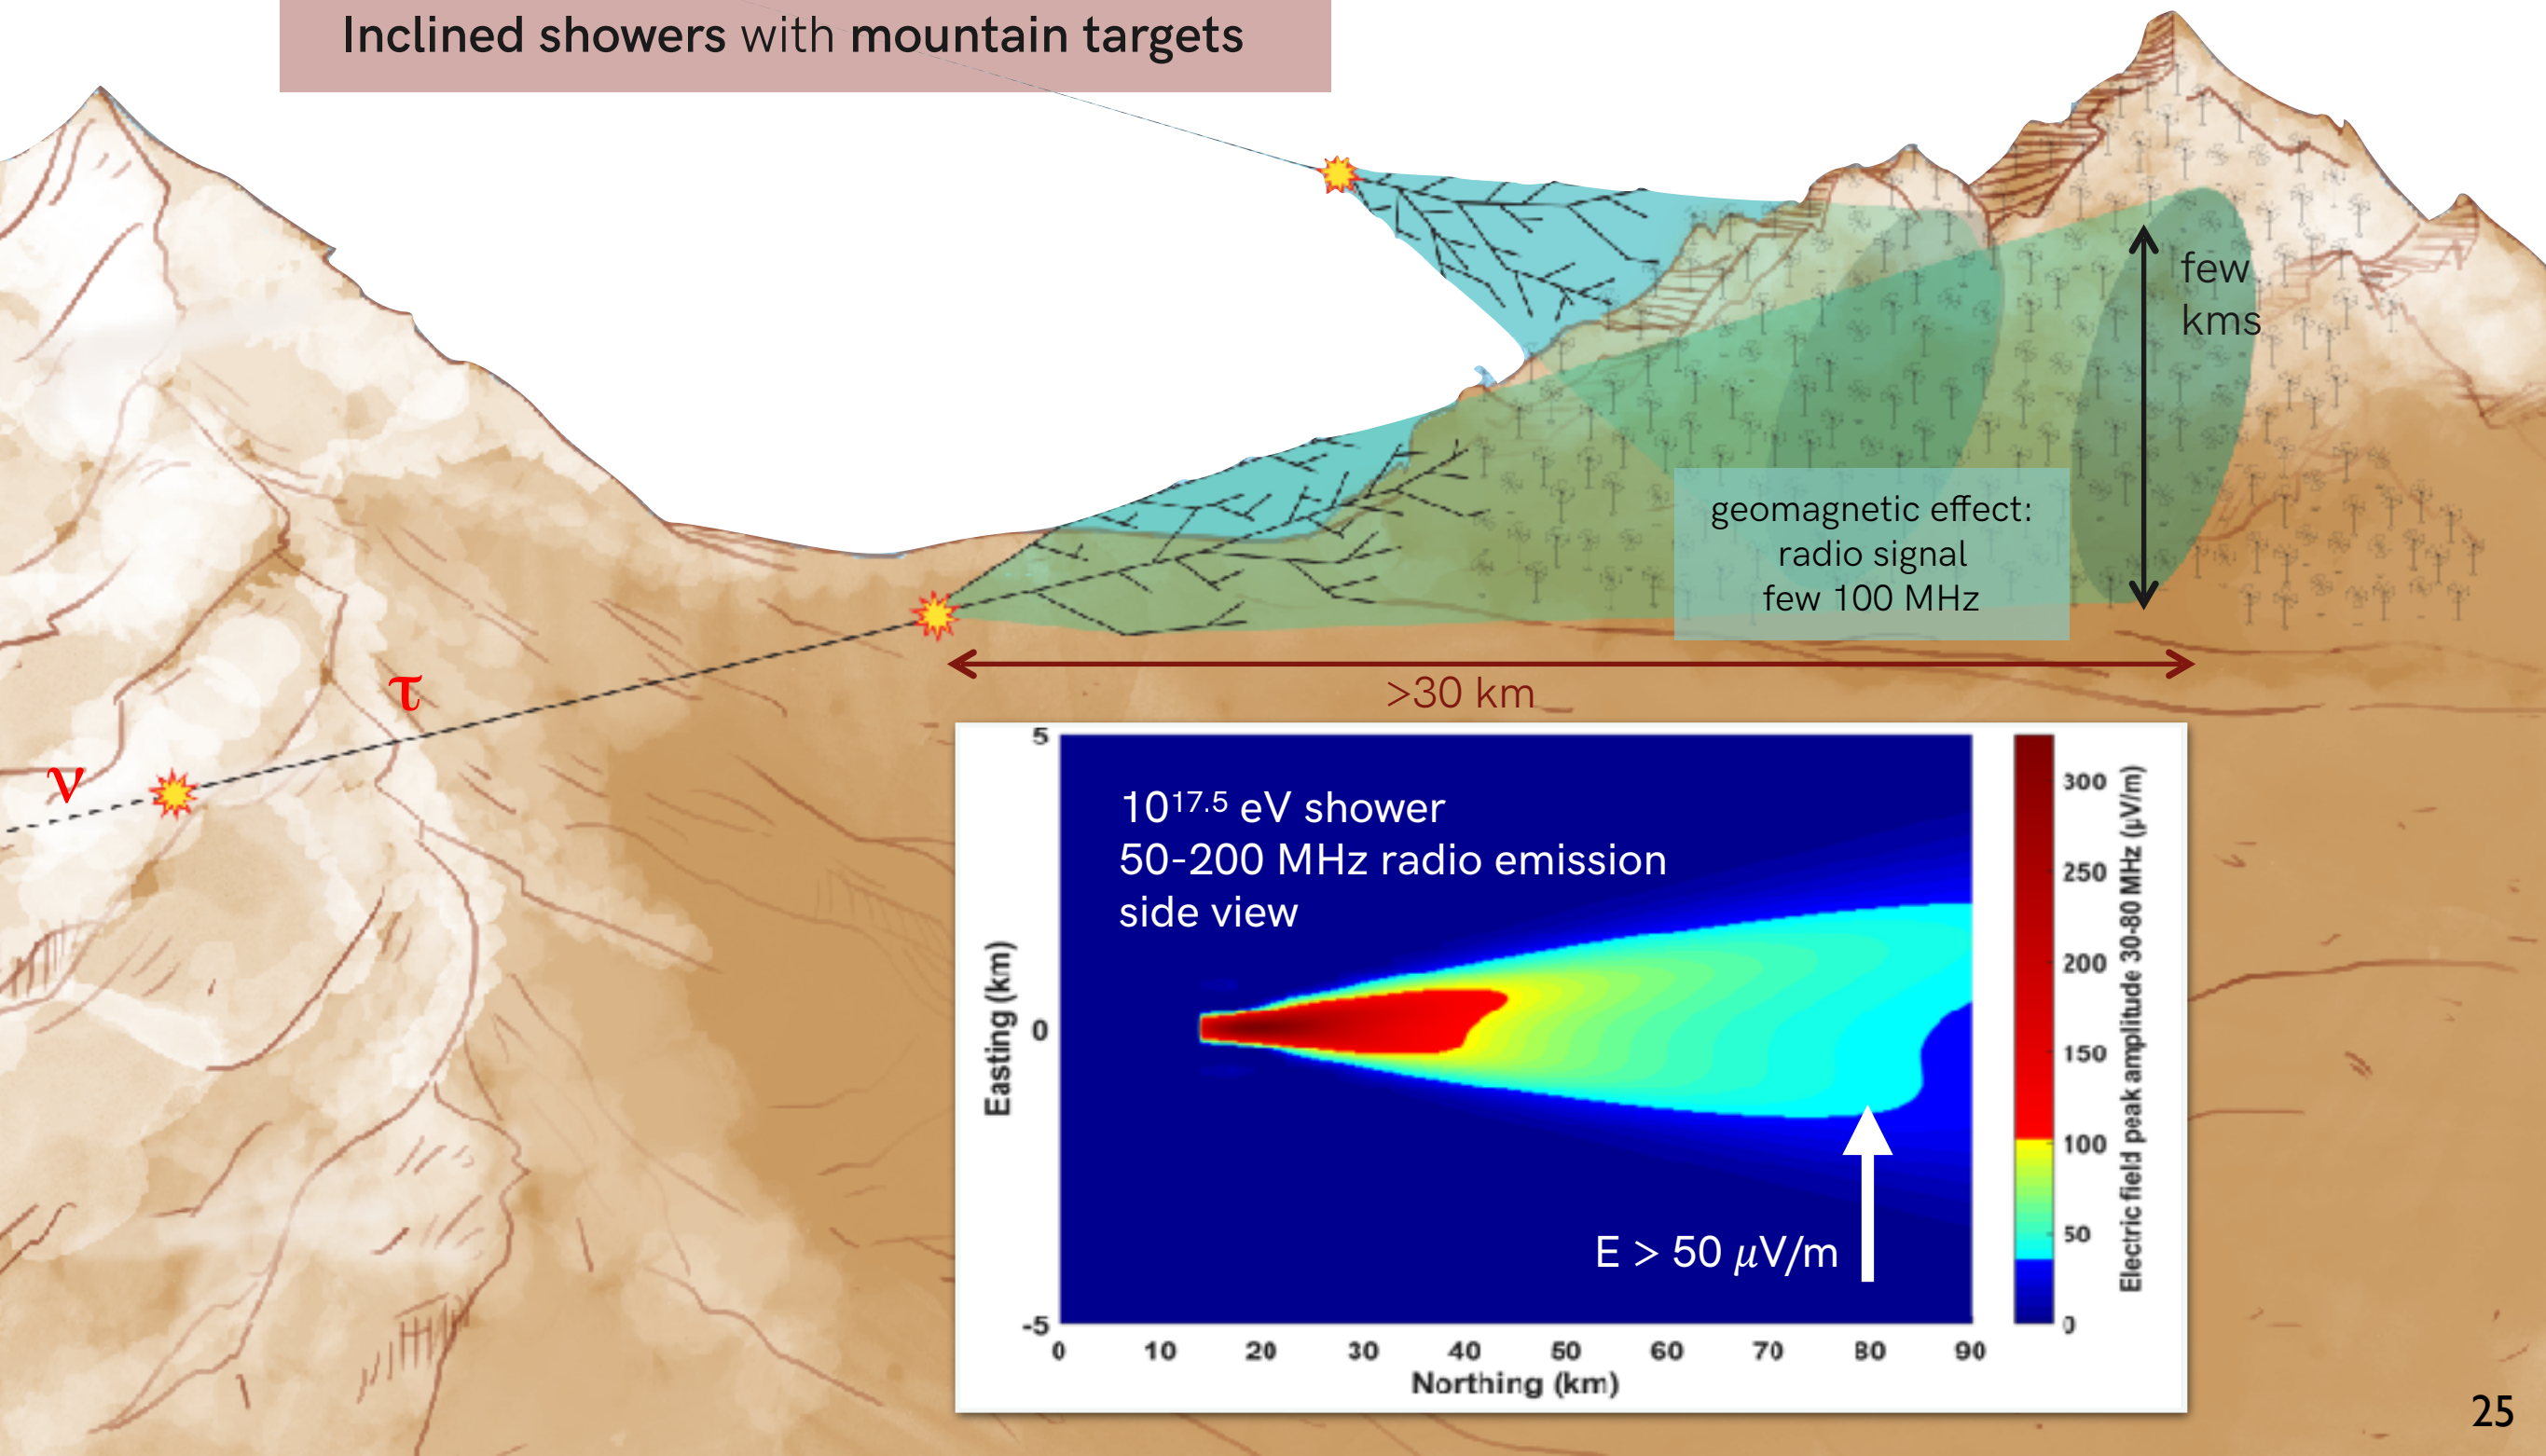 Inclined showers with mountain targets
few
kms
geomagnetic effect:
radio signal
few 100 MHz
τ
>30 km
ν
10^17.5 eV shower
50-200 MHz radio emission
side view
E > 50 μV/m
Easting (km)
5
0
-5
0 10 20 30 40 50 60 70 80 90
Northing (km)
300
250
200
150
100
50
0
Electric field peak amplitude 30-80 MHz (μV/m)
25